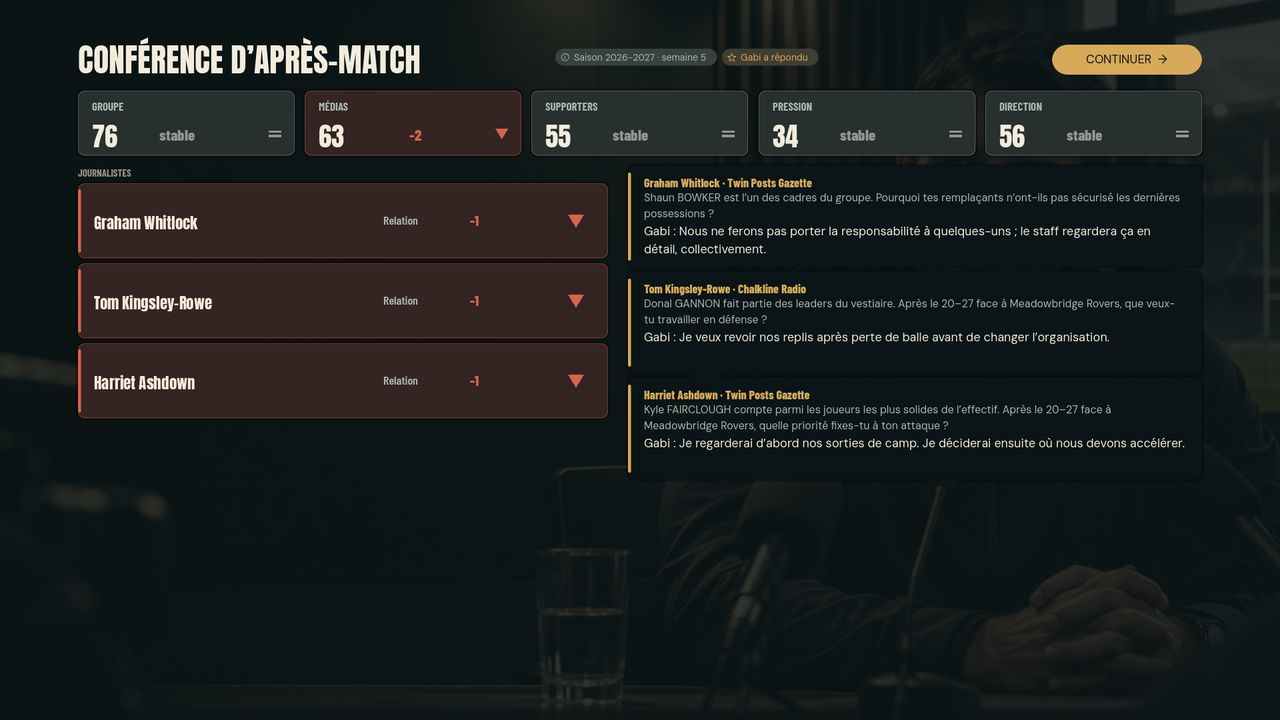 CONFÉRENCE D’APRÈS-MATCH
Saison 2026-2027 · semaine 5
Gabi a répondu
CONTINUER →
GROUPE
76 stable =
MÉDIAS
63 -2 ▼
SUPPORTERS
55 stable =
PRESSION
34 stable =
DIRECTION
56 stable =
JOURNALISTES
Graham Whitlock Relation -1 ▼
Tom Kingsley-Rowe Relation -1 ▼
Harriet Ashdown Relation -1 ▼
Graham Whitlock · Twin Posts Gazette
Shaun BOWKER est l’un des cadres du groupe. Pourquoi tes remplaçants n’ont-ils pas sécurisé les dernières
possessions ?
Gabi : Nous ne ferons pas porter la responsabilité à quelques-uns ; le staff regardera ça en
détail, collectivement.
Tom Kingsley-Rowe · Chalkline Radio
Donal GANNON fait partie des leaders du vestiaire. Après le 20–27 face à Meadowbridge Rovers, que veux-
tu travailler en défense ?
Gabi : Je veux revoir nos replis après perte de balle avant de changer l’organisation.
Harriet Ashdown · Twin Posts Gazette
Kyle FAIRCLOUGH compte parmi les joueurs les plus solides de l’effectif. Après le 20–27 face à
Meadowbridge Rovers, quelle priorité fixes-tu à ton attaque ?
Gabi : Je regarderai d’abord nos sorties de camp. Je déciderai ensuite où nous devons accélérer.